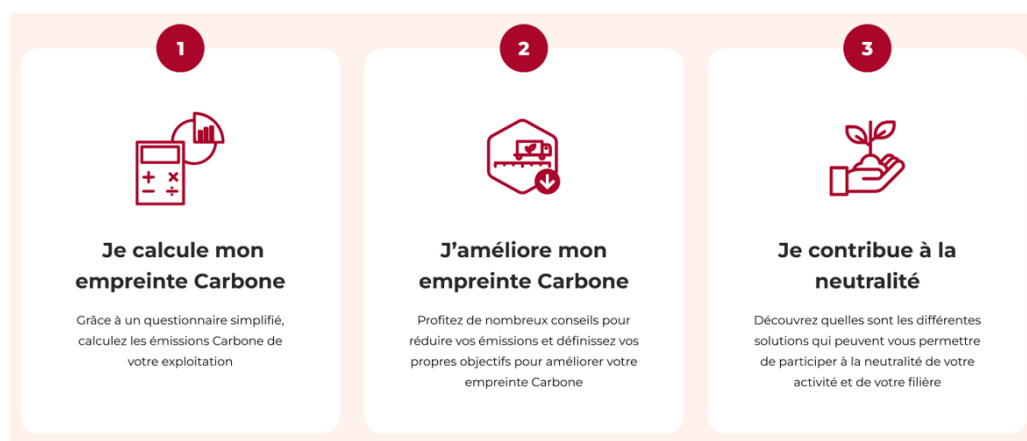 1
Je calcule mon
empreinte Carbone
Grâce à un questionnaire simplifié,
calculez les émissions Carbone de
votre exploitation
2
J’améliore mon
empreinte Carbone
Profitez de nombreux conseils pour
réduire vos émissions et définissez vos
propres objectifs pour améliorer votre
empreinte Carbone
3
Je contribue à la
neutralité
Découvrez quelles sont les différentes
solutions qui peuvent vous permettre
de participer à la neutralité de votre
activité et de votre filière